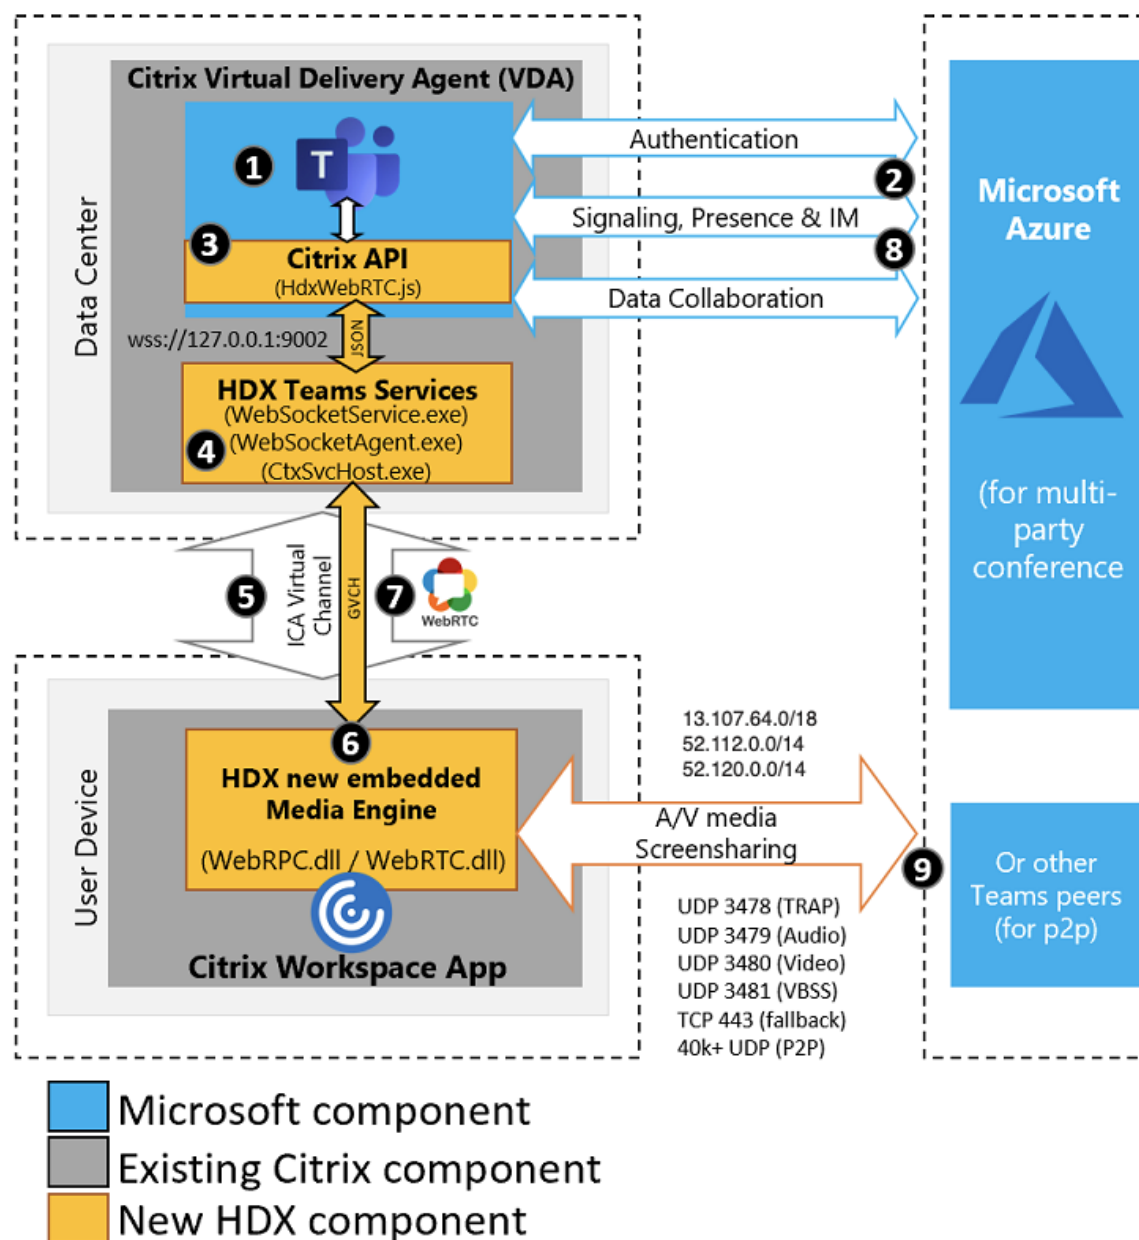 Citrix Virtual Delivery Agent (VDA)
Data Center
1
T
3
Citrix API
(HdxWebRTC.js)
wss://127.0.0.1:9002
JSON
HDX Teams Services
(WebSocketService.exe)
4
(WebSocketAgent.exe)
(CtxSvcHost.exe)
Authentication
2
Signaling, Presence & IM
8
Data Collaboration
Microsoft
Azure
(for multi-
party
conference
5
ICA Virtual
Channel
GVCH
7
WebRTC
User Device
6
HDX new embedded
Media Engine
(WebRPC.dll / WebRTC.dll)
Citrix Workspace App
13.107.64.0/18
52.112.0.0/14
52.120.0.0/14
A/V media
Screensharing
9
UDP 3478 (TRAP)
UDP 3479 (Audio)
UDP 3480 (Video)
UDP 3481 (VBSS)
TCP 443 (fallback)
40k+ UDP (P2P)
Or other
Teams peers
(for p2p)
Microsoft component
Existing Citrix component
New HDX component